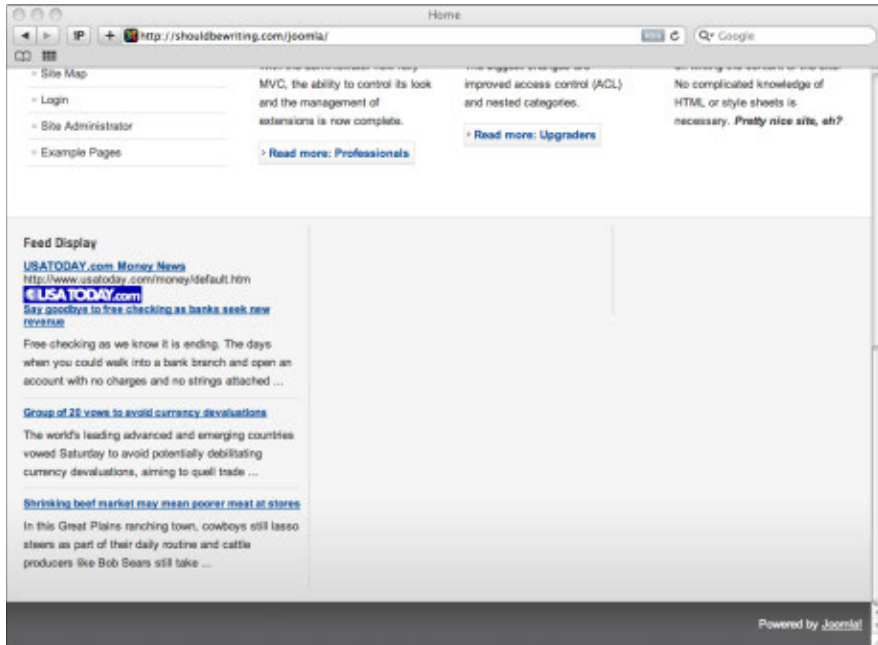 Home
http://shouldbewriting.com/joomla/
RSS
Google
Site Map
Login
Site Administrator
Example Pages
MVC, the ability to control its look
and the management of
extensions is now complete.
Read more: Professionals
improved access control (ACL)
and nested categories.
Read more: Upgraders
No complicated knowledge of
HTML or style sheets is
necessary. Pretty nice site, eh?
Feed Display
USATODAY.com Money News
http://www.usatoday.com/money/default.htm
USA TODAY.com
Say goodbye to free checking as banks seek new
revenue
Free checking as we know it is ending. The days
when you could walk into a bank branch and open an
account with no charges and no strings attached ...
Group of 20 vows to avoid currency devaluations
The world's leading advanced and emerging countries
vowed Saturday to avoid potentially debilitating
currency devaluations, aiming to quell trade ...
Shrinking beef market may mean poorer meat at stores
In this Great Plains ranching town, cowboys still lasso
steers as part of their daily routine and cattle
producers like Bob Sears still take ...
Powered by Joomla!